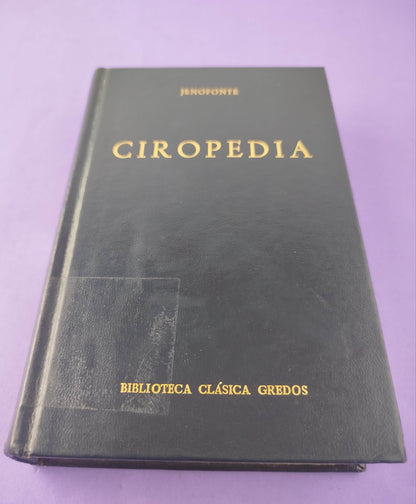 JENOFONTE
CIROPEDIA
BIBLIOTECA CLÁSICA GREDOS